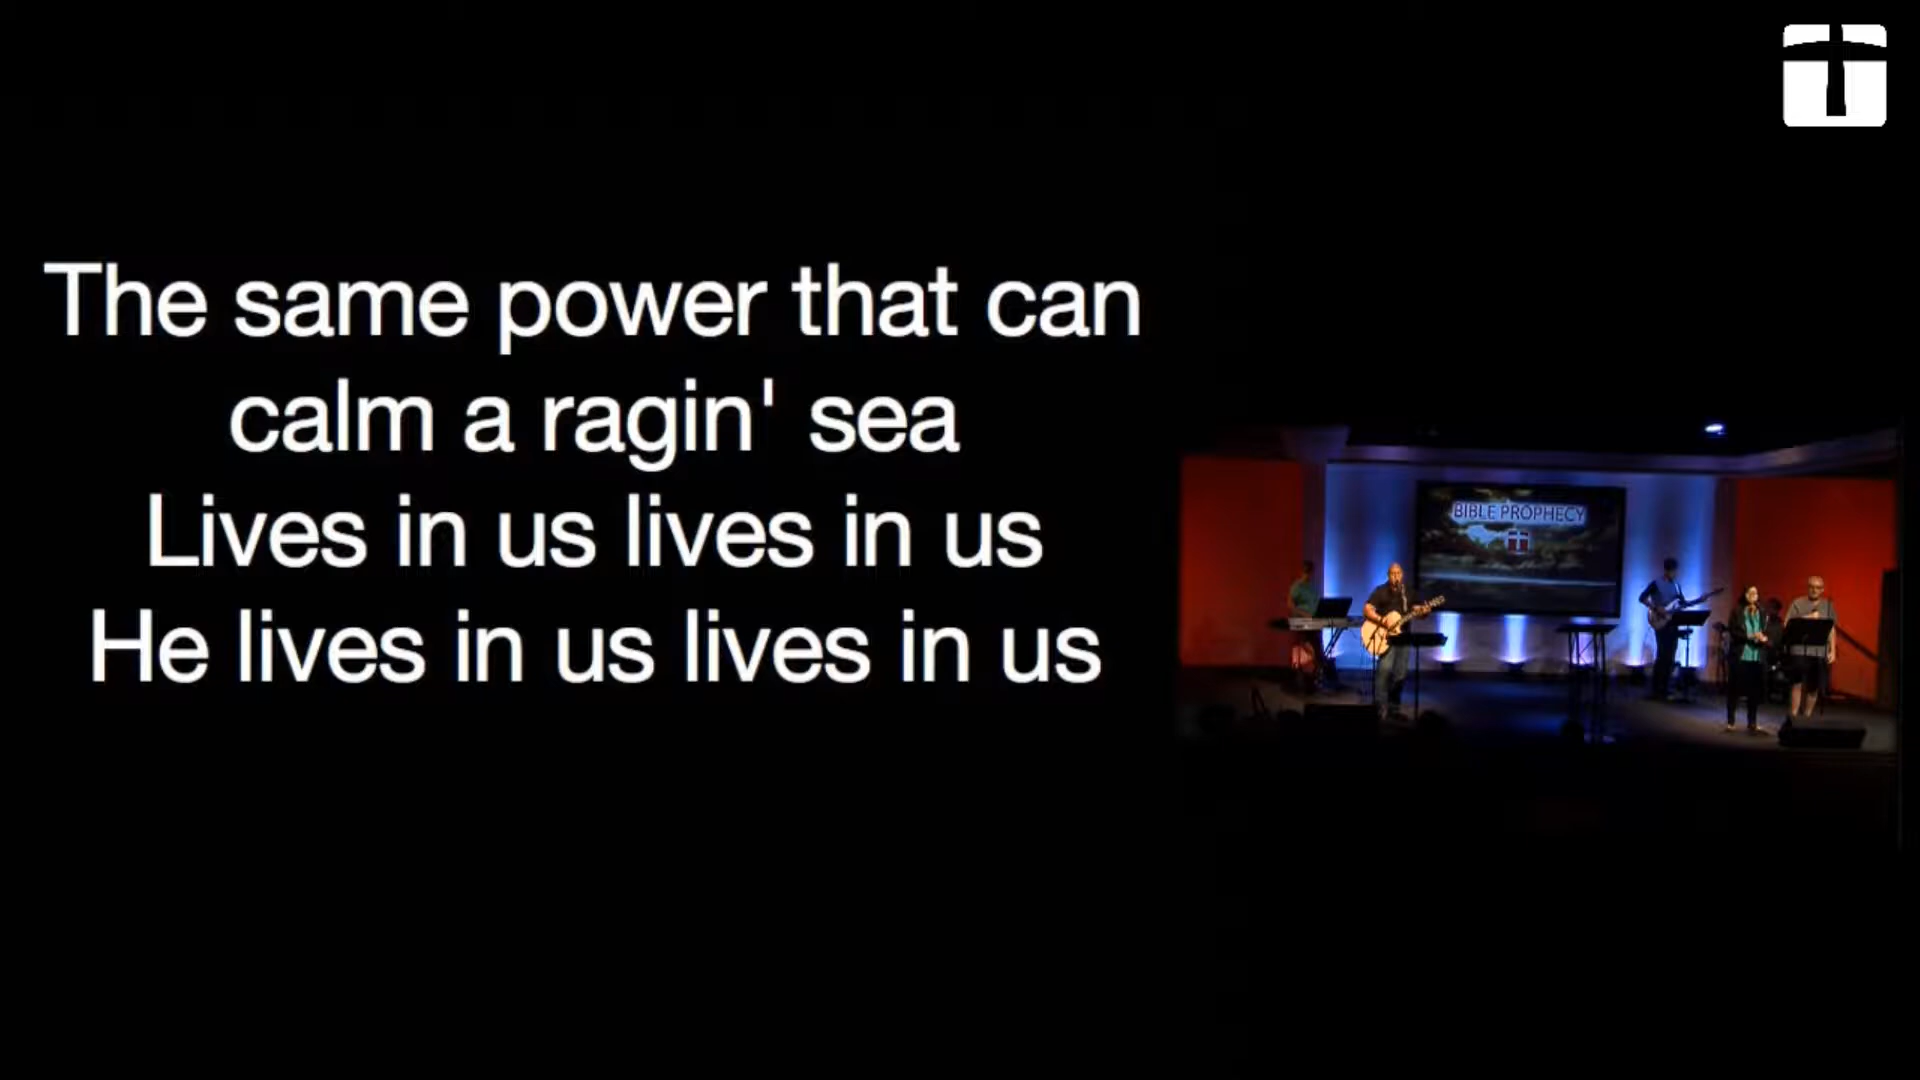 The same power that can
calm a ragin' sea
Lives in us lives in us
He lives in us lives in us
BIBLE PROPHECY